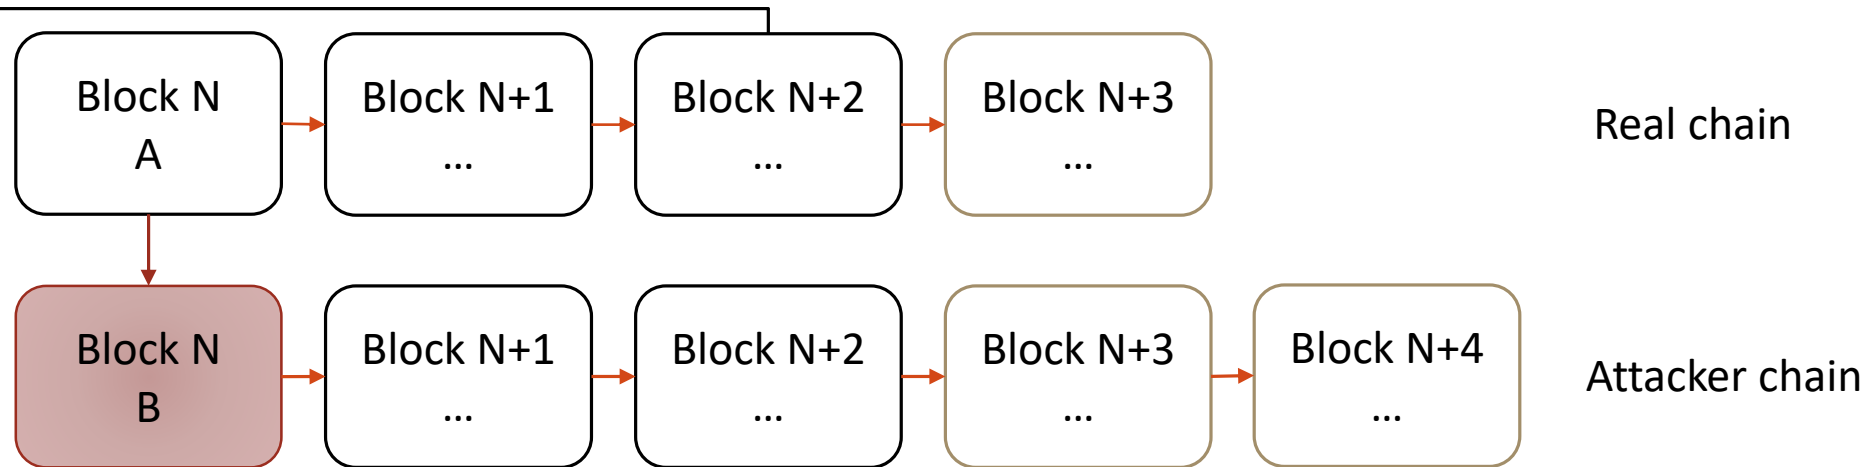 Block N
A
Block N+1
...
Block N+2
...
Block N+3
...
Real chain
Block N
B
Block N+1
...
Block N+2
...
Block N+3
...
Block N+4
...
Attacker chain